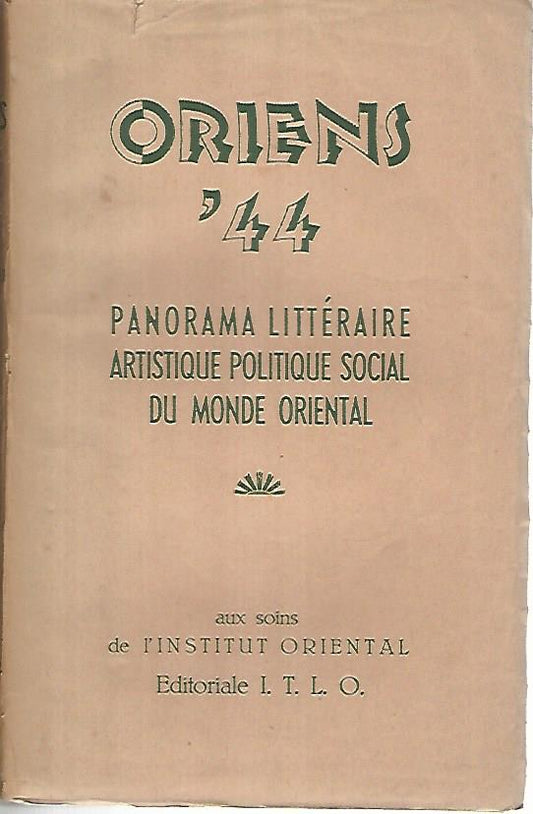 ORIENS
'44
PANORAMA LITTÉRAIRE
ARTISTIQUE POLITIQUE SOCIAL
DU MONDE ORIENTAL
aux soins
de l'INSTITUT ORIENTAL
Editoriale I. T. L. O.